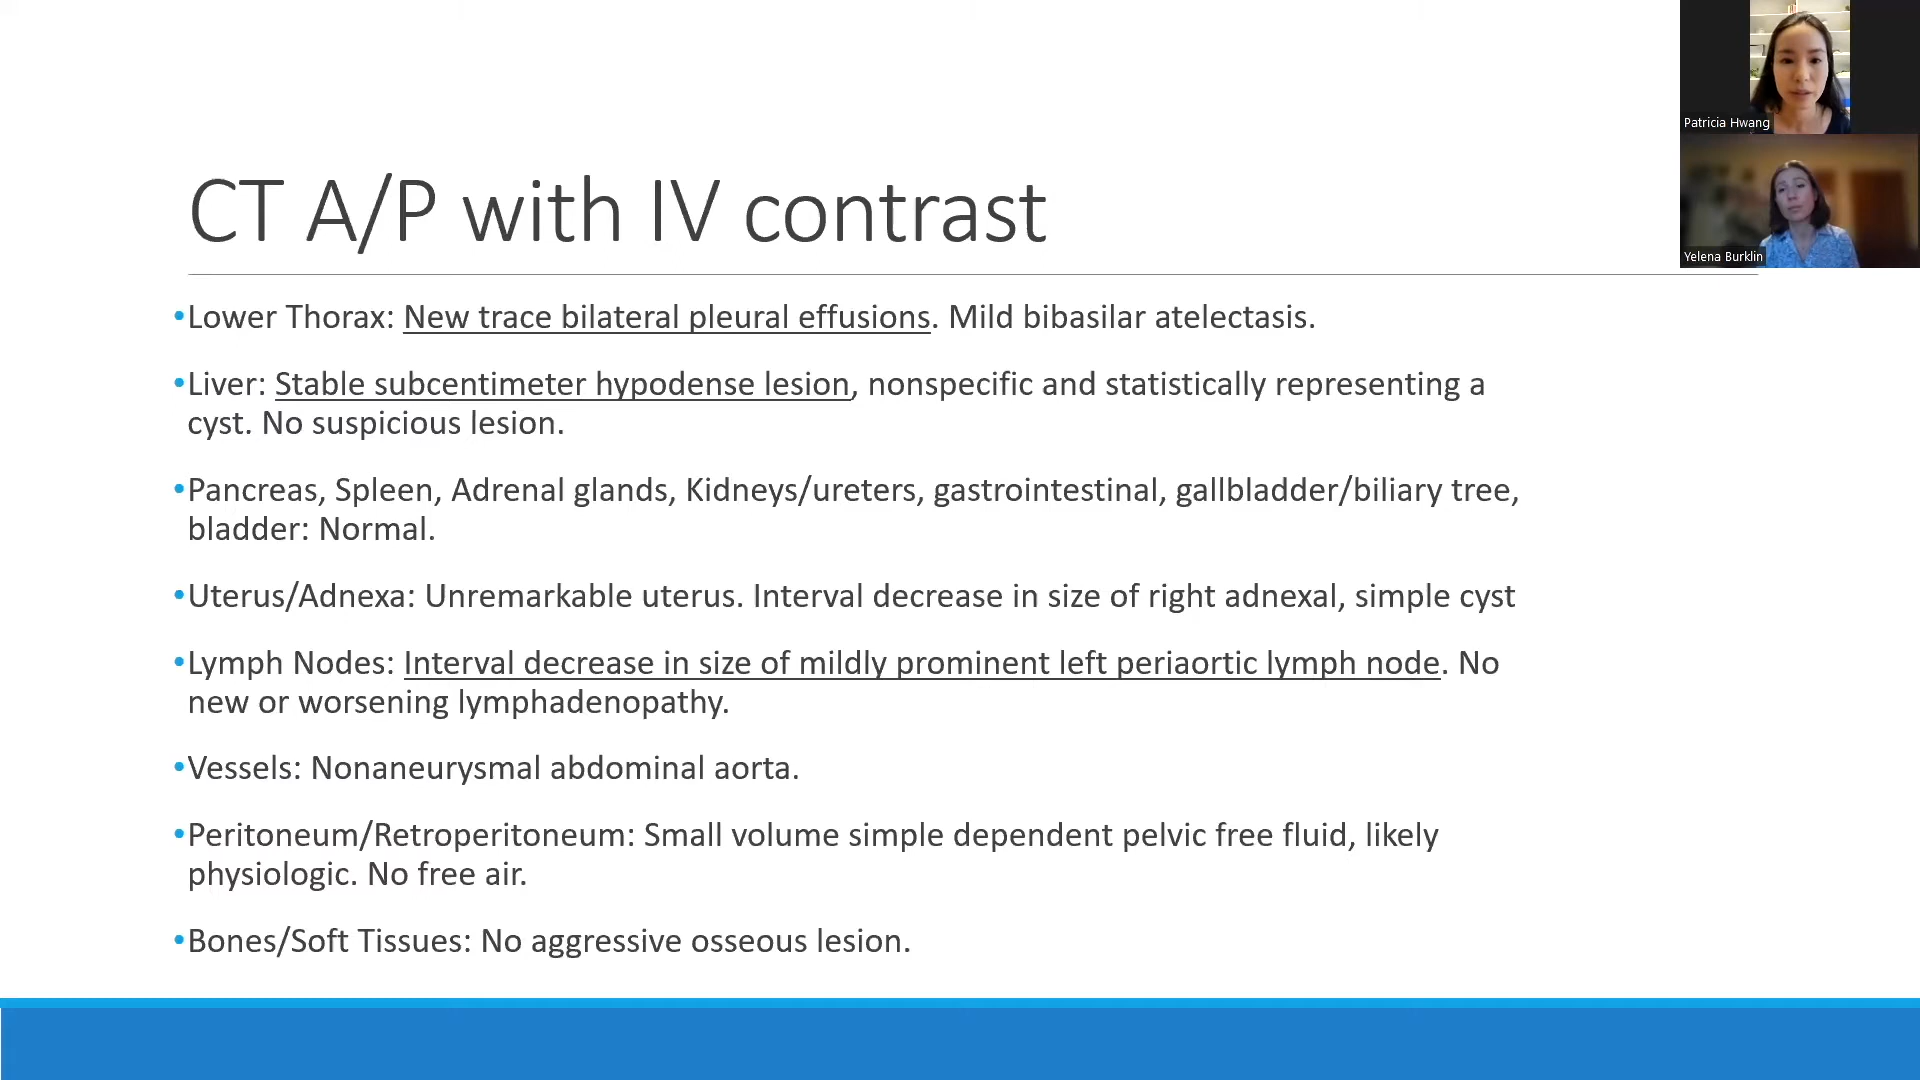 CT A/P with IV contrast
•Lower Thorax: New trace bilateral pleural effusions. Mild bibasilar atelectasis.
•Liver: Stable subcentimeter hypodense lesion, nonspecific and statistically representing a
cyst. No suspicious lesion.
•Pancreas, Spleen, Adrenal glands, Kidneys/ureters, gastrointestinal, gallbladder/biliary tree,
bladder: Normal.
•Uterus/Adnexa: Unremarkable uterus. Interval decrease in size of right adnexal, simple cyst
•Lymph Nodes: Interval decrease in size of mildly prominent left periaortic lymph node. No
new or worsening lymphadenopathy.
•Vessels: Nonaneurysmal abdominal aorta.
•Peritoneum/Retroperitoneum: Small volume simple dependent pelvic free fluid, likely
physiologic. No free air.
•Bones/Soft Tissues: No aggressive osseous lesion.
Patricia Hwang
Yelena Burklin